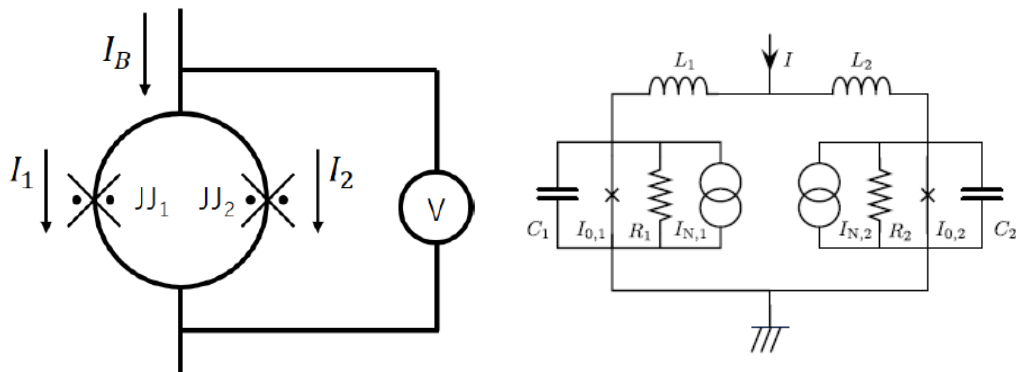 I_B
I_1 JJ_1 JJ_2 I_2 V
L_1 I L_2
C_1 I_{0,1} R_1 I_{N,1} I_{N,2} R_2 I_{0,2} C_2